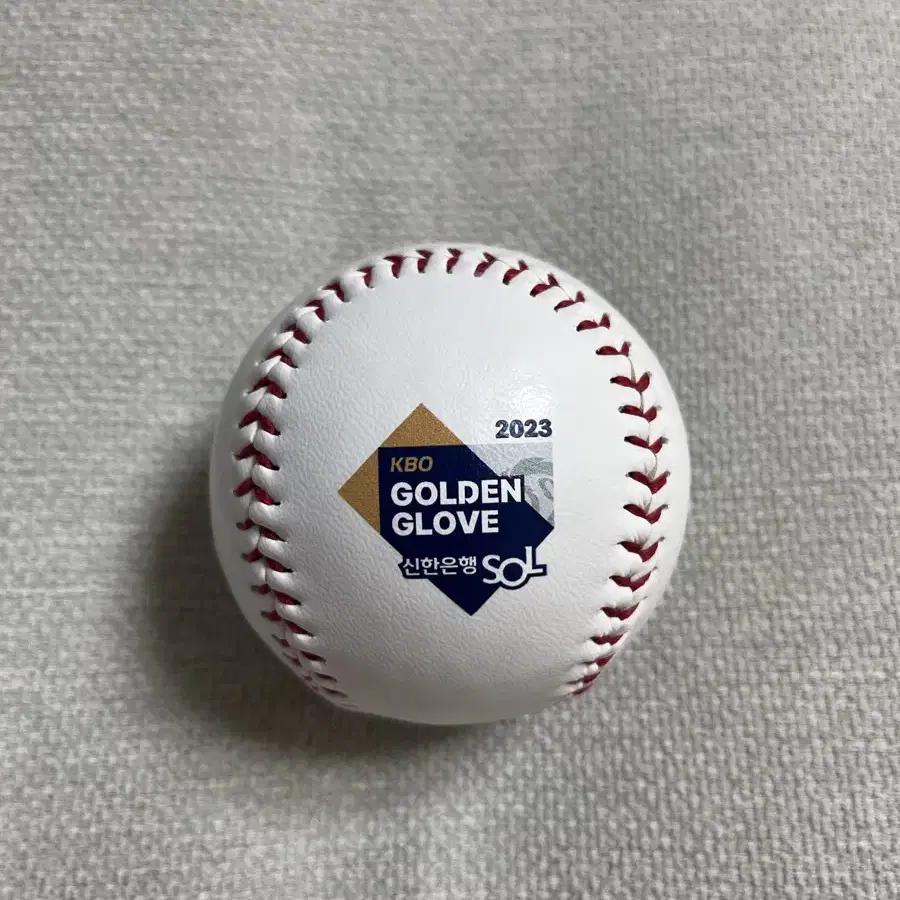 2023
KBO
GOLDEN
GLOVE
신한은행 SOL